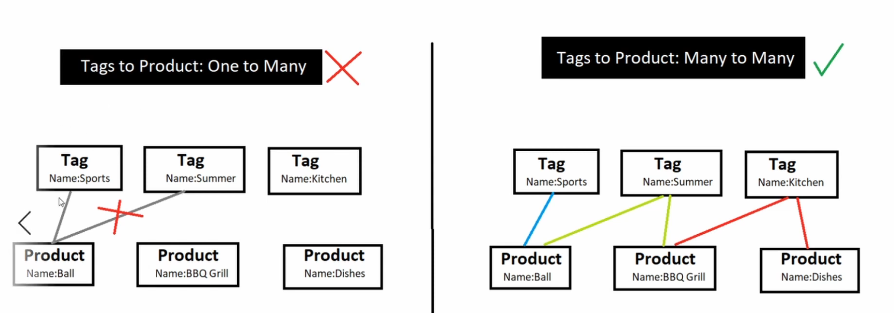 Tags to Product: One to Many
Tag
Name:Sports
Tag
Name:Summer
Tag
Name:Kitchen
Product
Name:Ball
Product
Name:BBQ Grill
Product
Name:Dishes
Tags to Product: Many to Many
Tag
Name:Sports
Tag
Name:Summer
Tag
Name:Kitchen
Product
Name:Ball
Product
Name:BBQ Grill
Product
Name:Dishes